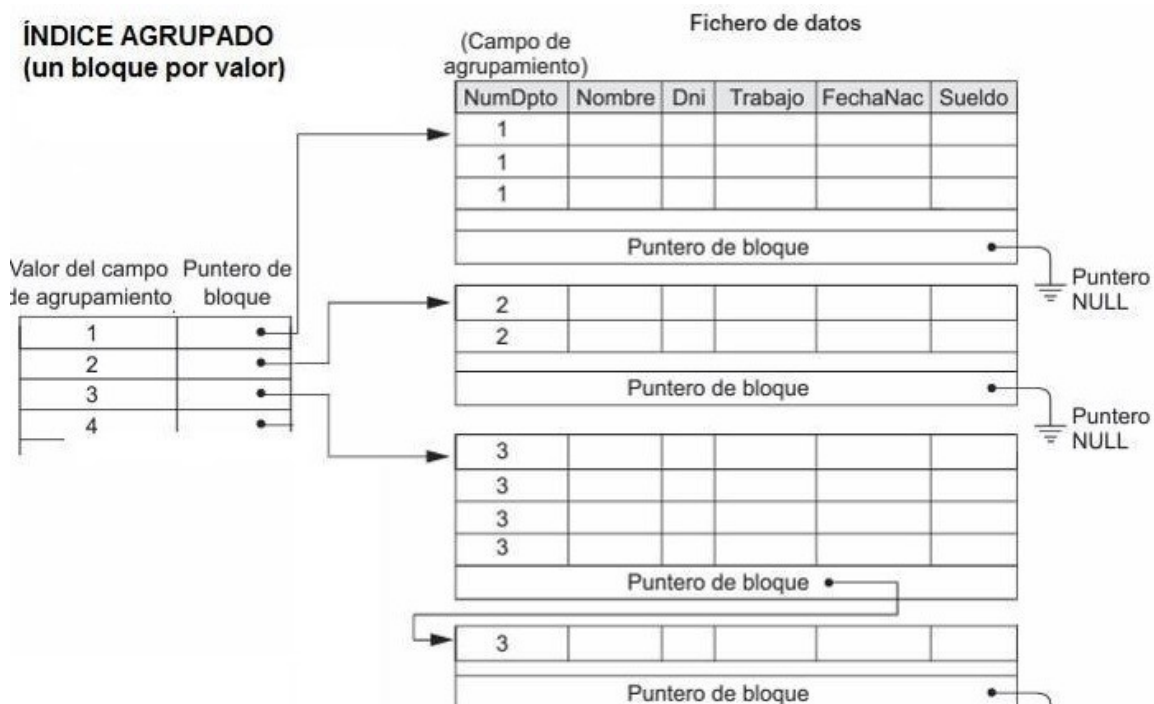 ÍNDICE AGRUPADO
(un bloque por valor)
Fichero de datos
(Campo de
agrupamiento)
NumDpto Nombre Dni Trabajo FechaNac Sueldo
1
1
1
Puntero de bloque
Puntero
NULL
Valor del campo
de agrupamiento
Puntero de
bloque
1
2
3
4
2
2
Puntero de bloque
Puntero
NULL
3
3
3
3
Puntero de bloque
3
Puntero de bloque